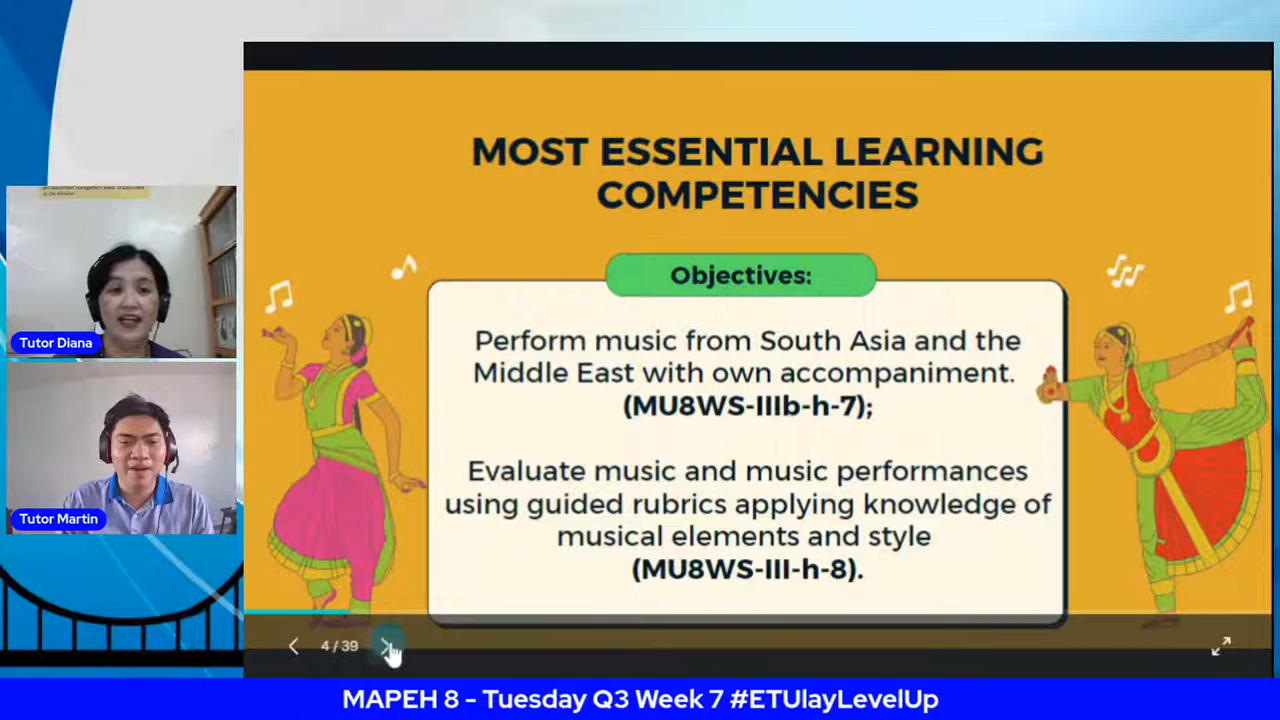 MOST ESSENTIAL LEARNING
COMPETENCIES
Objectives:
Perform music from South Asia and the
Middle East with own accompaniment.
(MU8WS-IIIb-h-7);
Evaluate music and music performances
using guided rubrics applying knowledge of
musical elements and style
(MU8WS-III-h-8).
Tutor Diana
Tutor Martin
4 / 39
MAPEH 8 - Tuesday Q3 Week 7 #ETUlayLevelUp